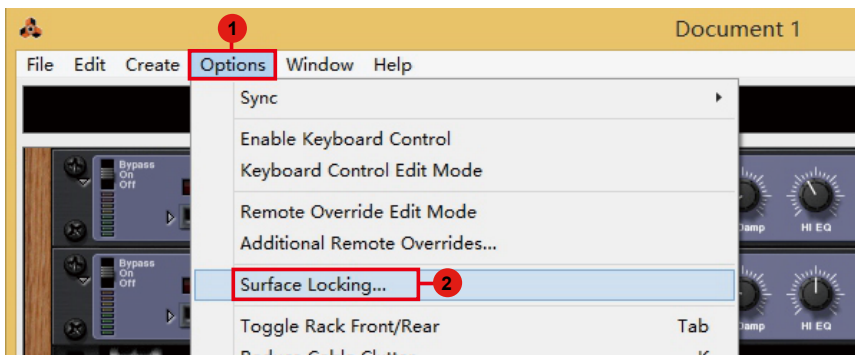 1
Document 1
File Edit Create Options Window Help
Sync
Enable Keyboard Control
Keyboard Control Edit Mode
Remote Override Edit Mode
Additional Remote Overrides...
Surface Locking... 2
Toggle Rack Front/Rear Tab
Bypass
On
Off
Bypass
On
Off
Damp HI EQ
Damp HI EQ